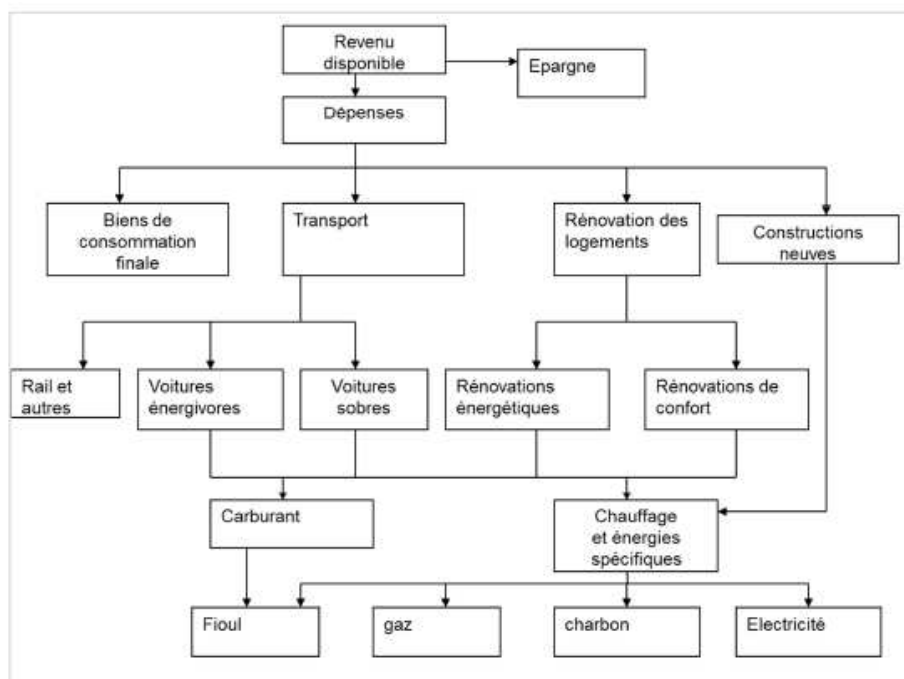 Revenu
disponible
Epargne
Dépenses
Biens de
consommation
finale
Transport
Rénovation des
logements
Constructions
neuves
Rail et
autres
Voitures
énergivores
Voitures
sobres
Rénovations
énergétiques
Rénovations de
confort
Carburant
Chauffage
et énergies
spécifiques
Fioul
gaz
charbon
Electricité